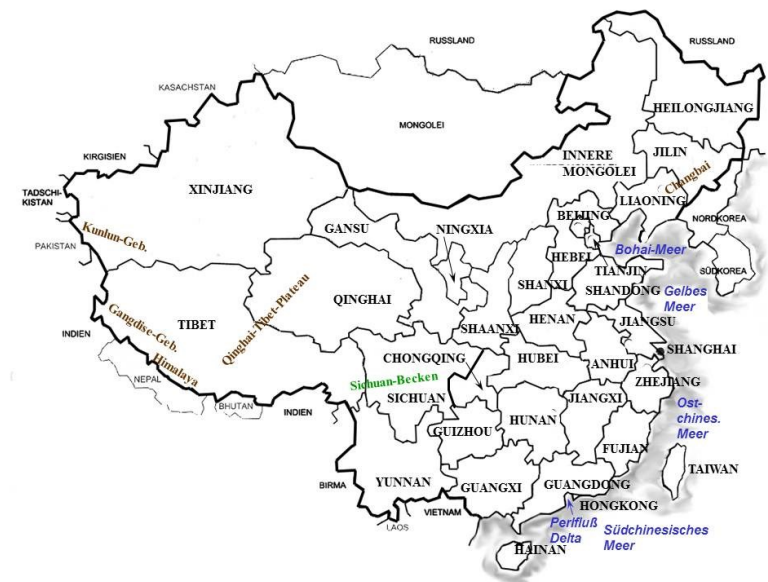 RUSSLAND
RUSSLAND
KASACHSTAN
HEILONGJIANG
MONGOLEI
JILIN
KIRGISIEN
INNERE
MONGOLEI
Changbai
TADSCHI-
KISTAN
XINJIANG
LIAONING
BEIJING
NORDKOREA
Kunlun-Geb.
GANSU
NINGXIA
PAKISTAN
HEBEI
Bohai-Meer
TIANJIN
SÜDKOREA
SHANXI
SHANDONG
Gelbes
Meer
QINGHAI
Qinghai-Tibet-Plateau
Gangdise-Geb.
TIBET
SHAANXI
HENAN
JIANGSU
INDIEN
Himalaya
CHONGQING
HUBEI
SHANGHAI
ANHUI
NEPAL
Sichuan-Becken
ZHEJIANG
SICHUAN
JIANGXI
BHUTAN
INDIEN
Ost-
chines.
Meer
HUNAN
GUIZHOU
FUJIAN
TAIWAN
BIRMA
YUNNAN
GUANGXI
GUANGDONG
HONGKONG
VIETNAM
LAOS
Perlfluß
Delta
Südchinesisches
Meer
HAINAN